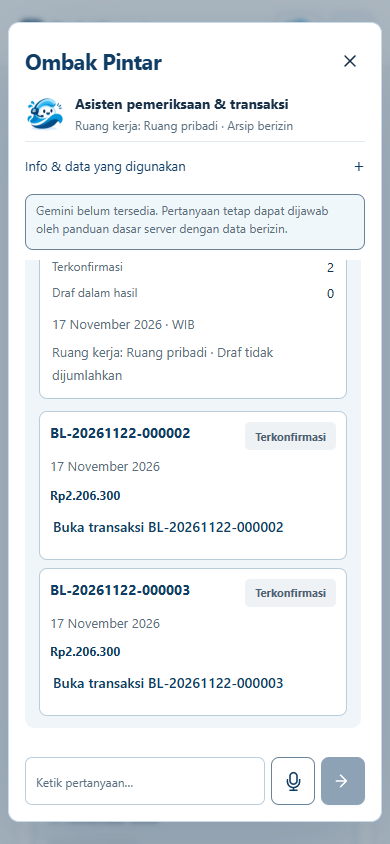 Ombak Pintar
Asisten pemeriksaan & transaksi
Ruang kerja: Ruang pribadi · Arsip berizin
Info & data yang digunakan +
Gemini belum tersedia. Pertanyaan tetap dapat dijawab
oleh panduan dasar server dengan data berizin.
Terkonfirmasi 2
Draf dalam hasil 0
17 November 2026 · WIB
Ruang kerja: Ruang pribadi · Draf tidak
dijumlahkan
BL-20261122-000002 Terkonfirmasi
17 November 2026
Rp2.206.300
Buka transaksi BL-20261122-000002
BL-20261122-000003 Terkonfirmasi
17 November 2026
Rp2.206.300
Buka transaksi BL-20261122-000003
Ketik pertanyaan...